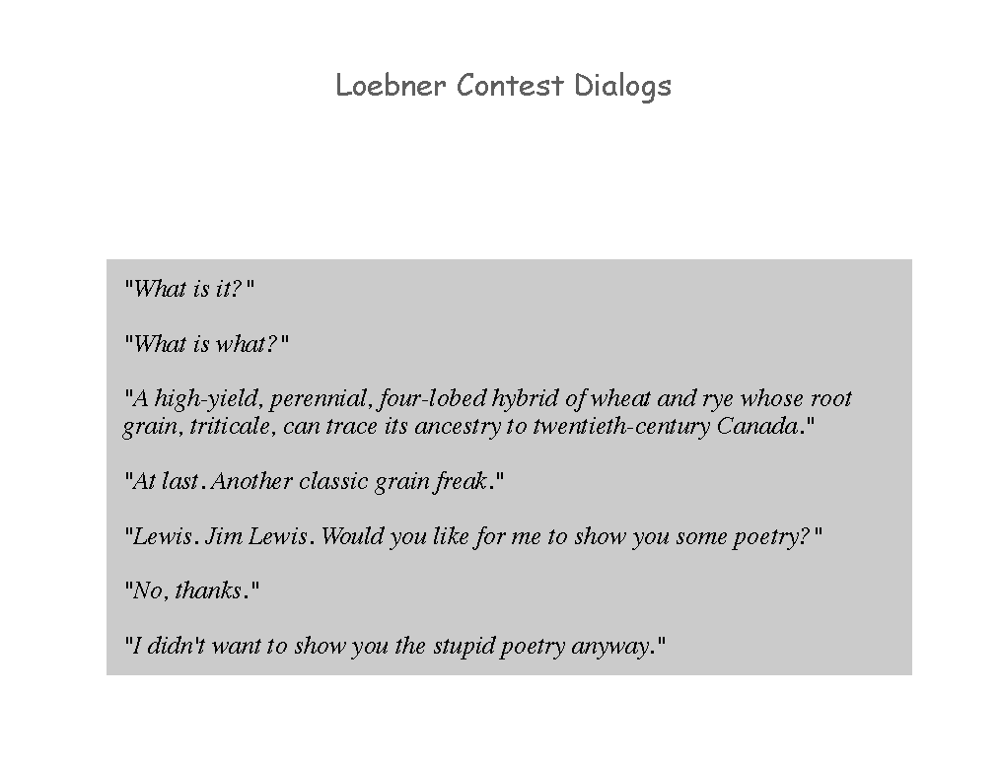 Loebner Contest Dialogs
"What is it?"
"What is what?"
"A high-yield, perennial, four-lobed hybrid of wheat and rye whose root
grain, triticale, can trace its ancestry to twentieth-century Canada."
"At last. Another classic grain freak."
"Lewis. Jim Lewis. Would you like for me to show you some poetry?"
"No, thanks."
"I didn't want to show you the stupid poetry anyway."